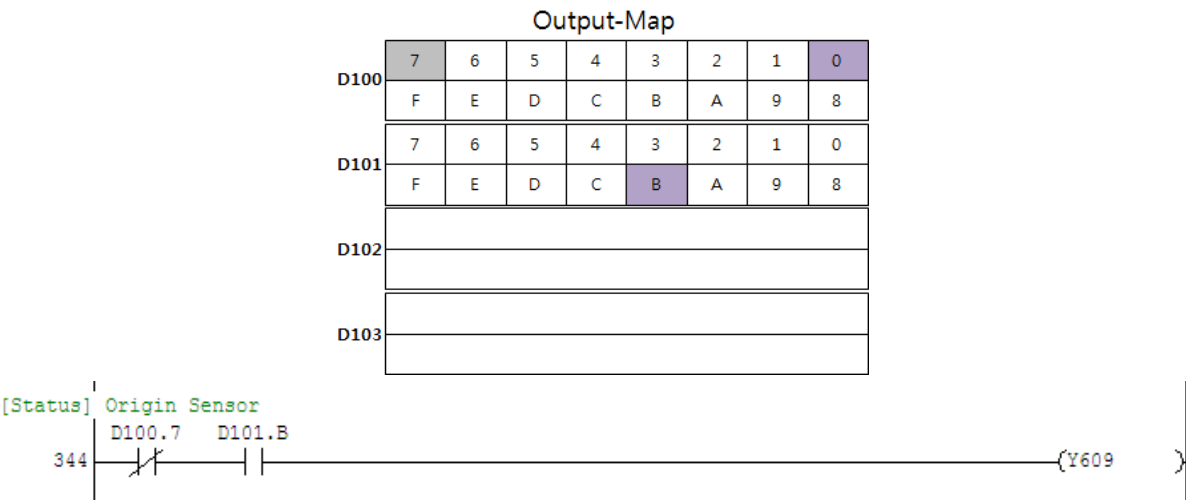 Output-Map
D100 7 6 5 4 3 2 1 0
F E D C B A 9 8
D101 7 6 5 4 3 2 1 0
F E D C B A 9 8
D102
D103
[Status] Origin Sensor
D100.7 D101.B
344 Y609